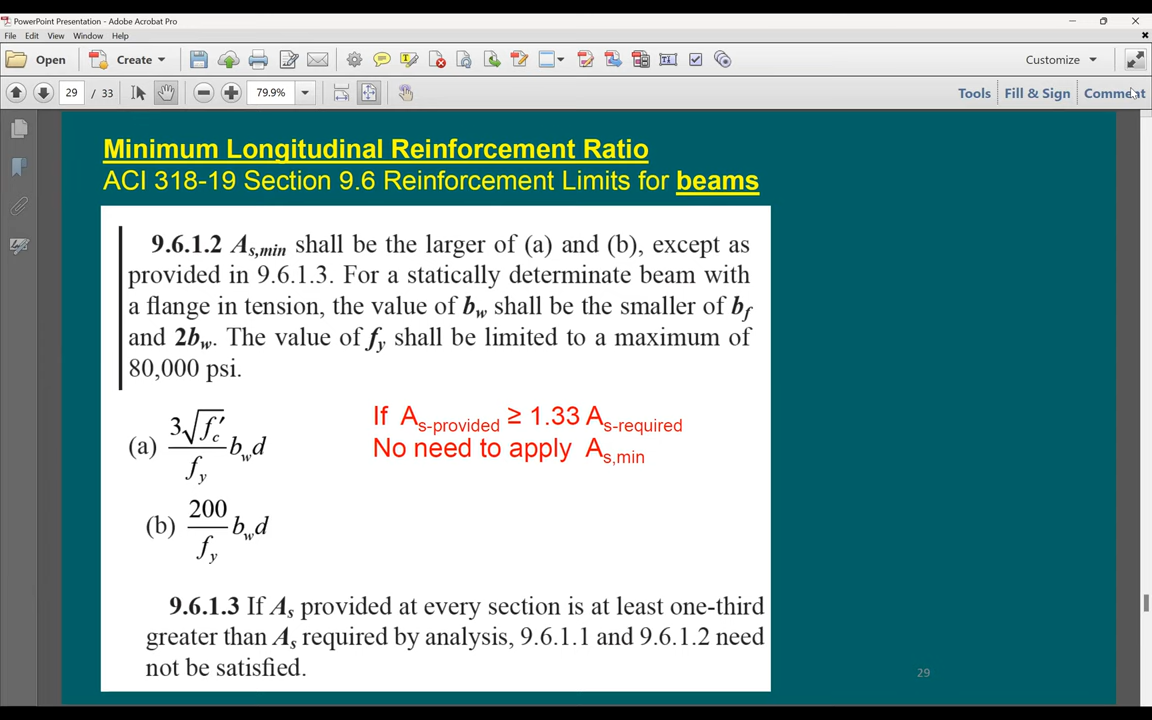 PowerPoint Presentation - Adobe Acrobat Pro
File Edit View Window Help
Open Create Customize
29 / 33 79.9% Tools Fill & Sign Comment
Minimum Longitudinal Reinforcement Ratio
ACI 318-19 Section 9.6 Reinforcement Limits for beams
9.6.1.2 As,min shall be the larger of (a) and (b), except as
provided in 9.6.1.3. For a statically determinate beam with
a flange in tension, the value of bw shall be the smaller of bf
and 2bw. The value of fy shall be limited to a maximum of
80,000 psi.
(a) 3√fc′ / fy bwd
If As-provided ≥ 1.33 As-required
No need to apply As,min
(b) 200 / fy bwd
9.6.1.3 If As provided at every section is at least one-third
greater than As required by analysis, 9.6.1.1 and 9.6.1.2 need
not be satisfied.
29